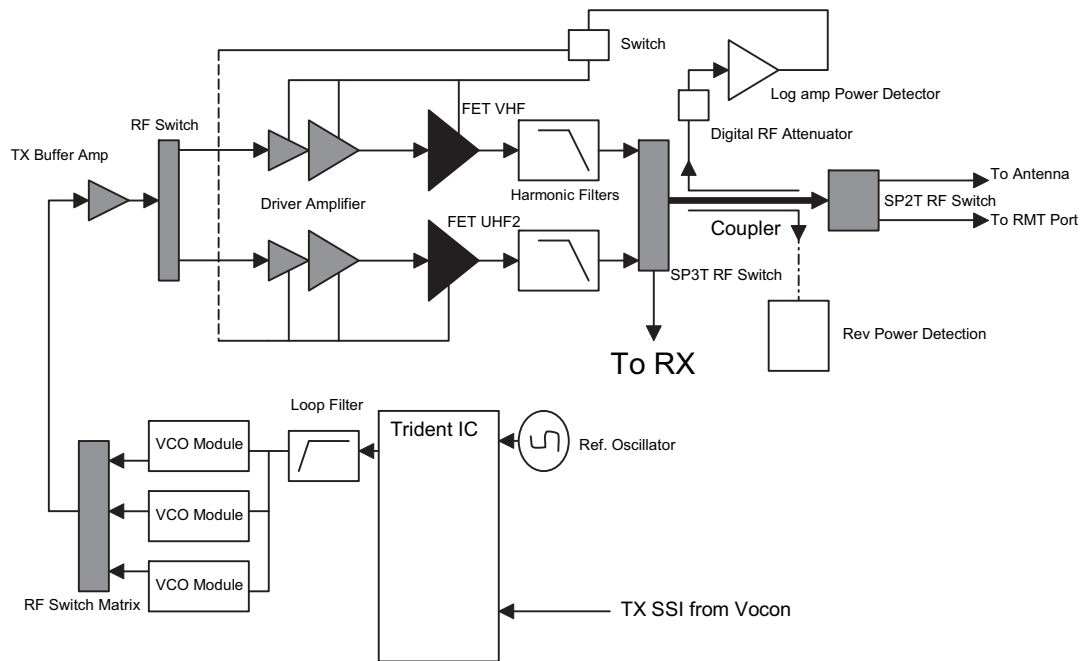 Switch
Log amp Power Detector
FET VHF
RF Switch
Digital RF Attenuator
TX Buffer Amp
To Antenna
Harmonic Filters
SP2T RF Switch
Driver Amplifier
FET UHF2
Coupler
To RMT Port
SP3T RF Switch
Rev Power Detection
To RX
Loop Filter
Trident IC
VCO Module
Ref. Oscillator
VCO Module
VCO Module
RF Switch Matrix
TX SSI from Vocon